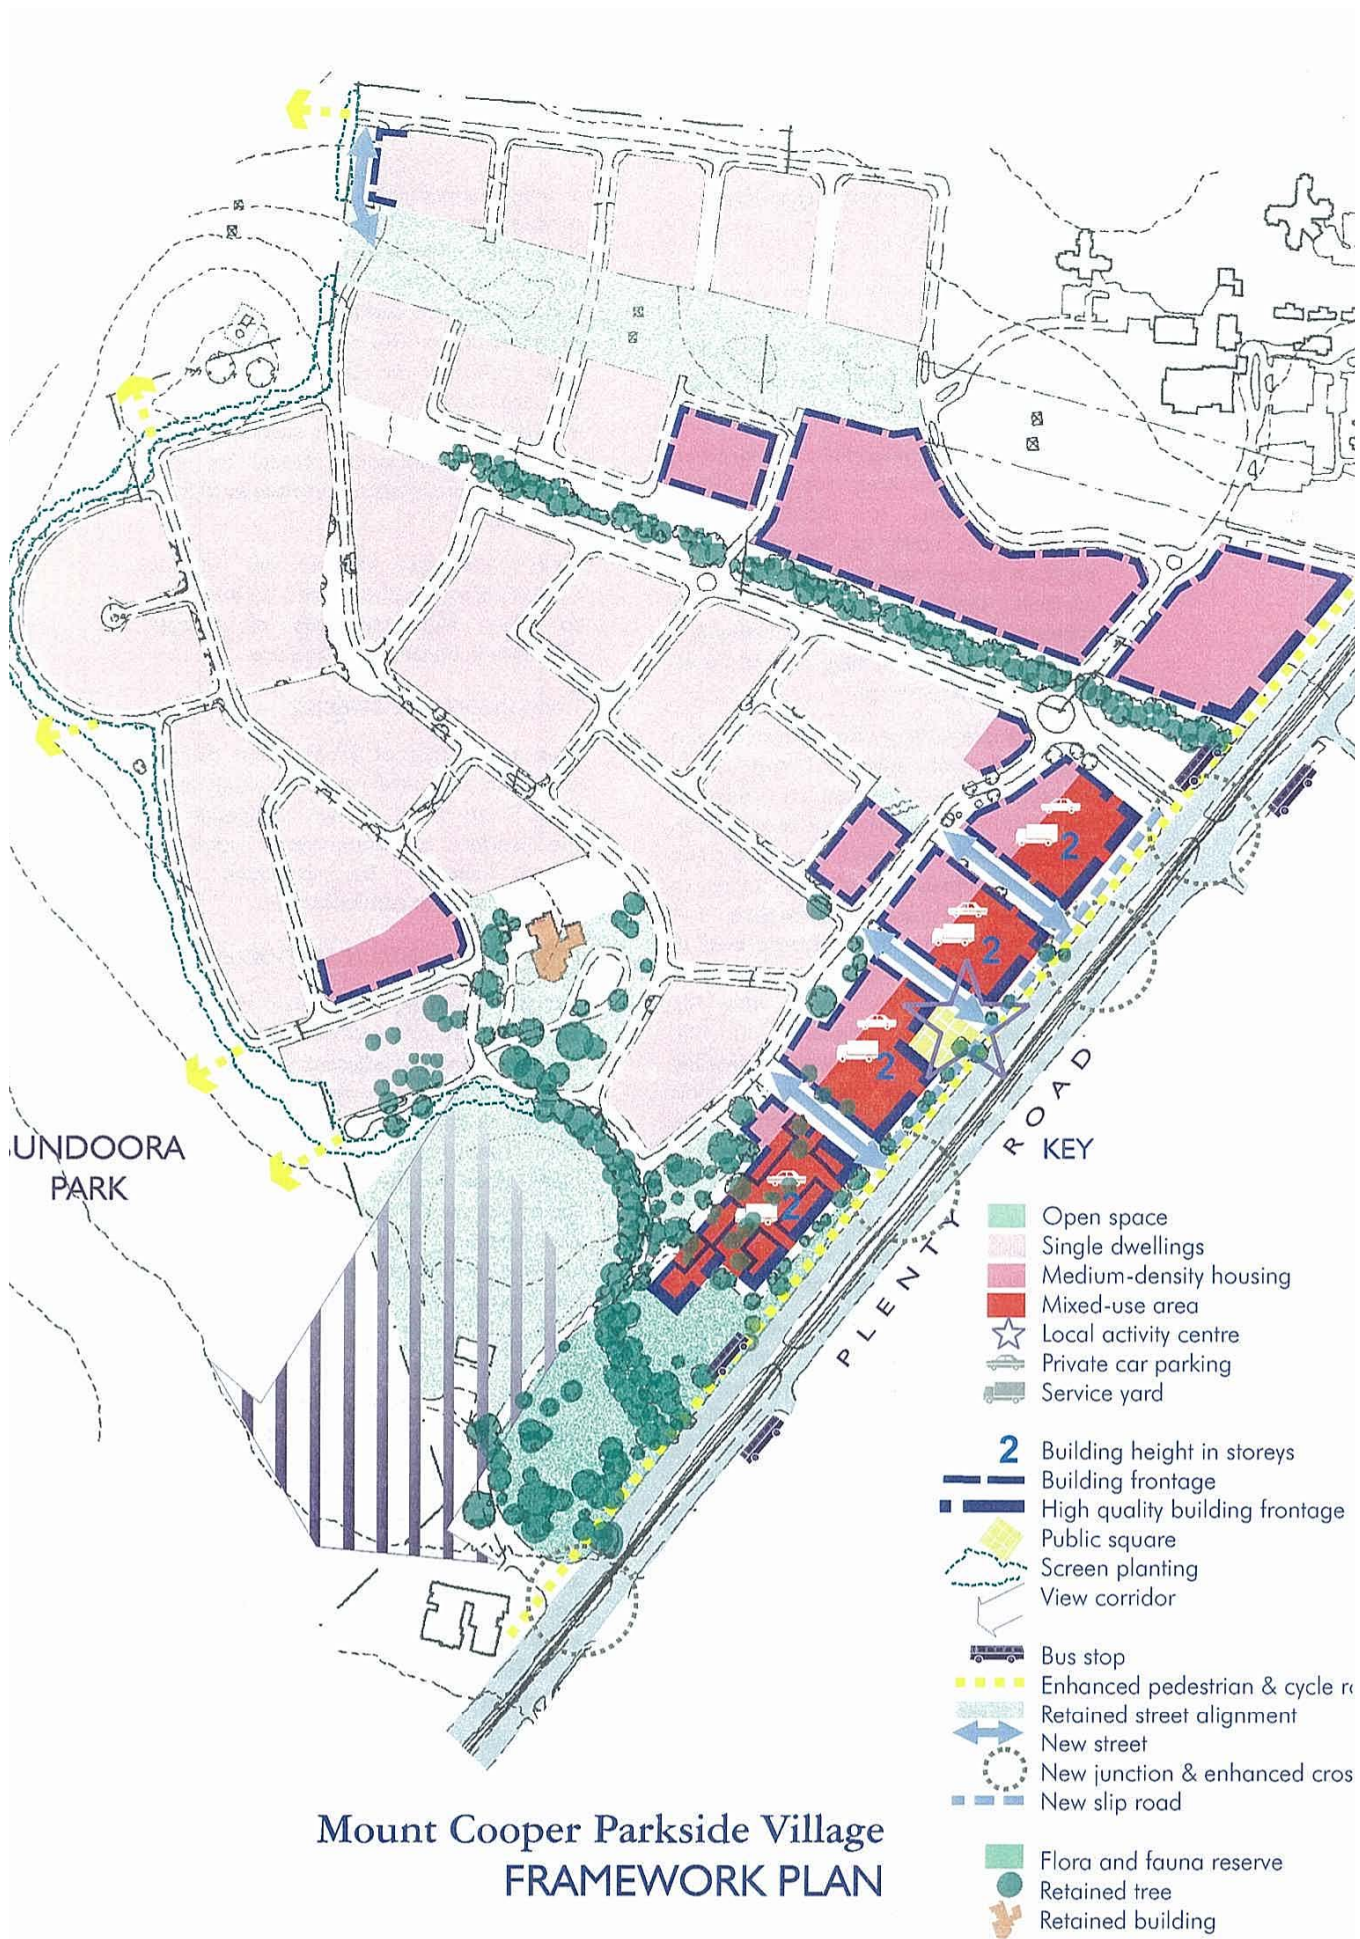 2
2
2
2
UNDOORA
PARK
PLENTY ROAD
KEY
Open space
Single dwellings
Medium-density housing
Mixed-use area
Local activity centre
Private car parking
Service yard
2 Building height in storeys
Building frontage
High quality building frontage
Public square
Screen planting
View corridor
Bus stop
Enhanced pedestrian & cycle r
Retained street alignment
New street
New junction & enhanced cros
New slip road
Flora and fauna reserve
Retained tree
Retained building
Mount Cooper Parkside Village
FRAMEWORK PLAN